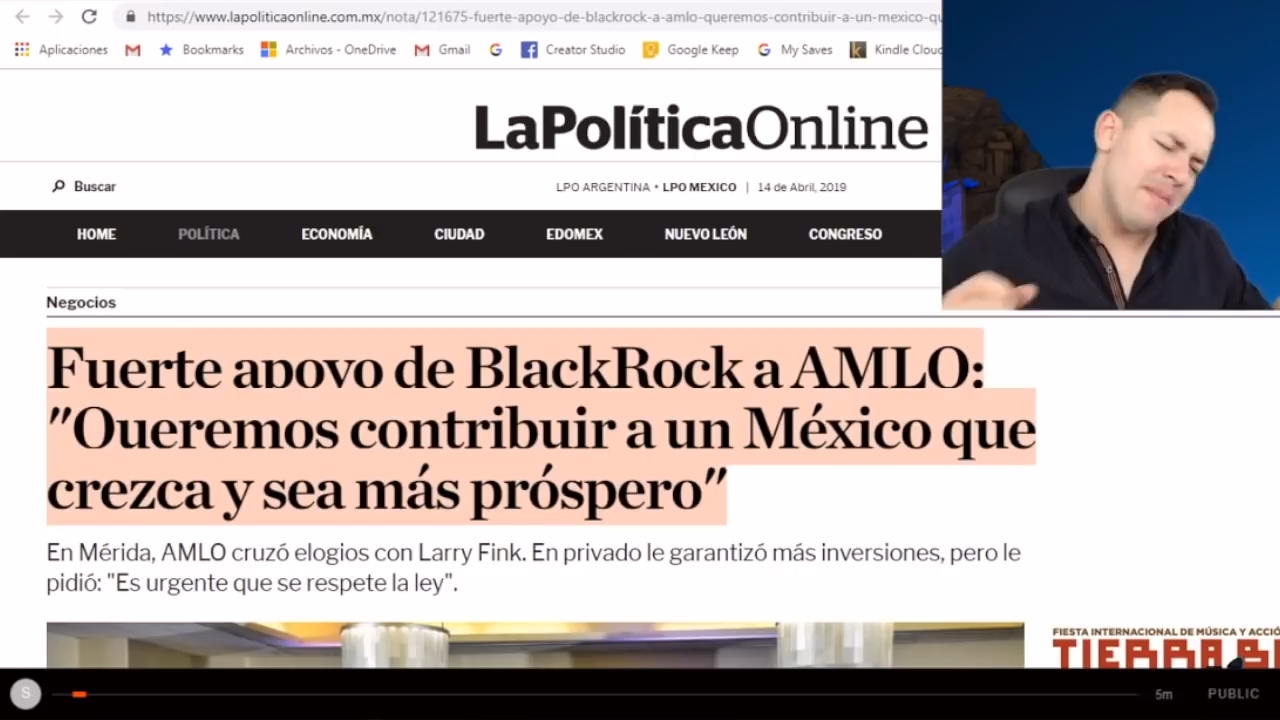 https://www.lapoliticaonline.com.mx/nota/121675-fuerte-apoyo-de-blackrock-a-amlo-queremos-contribuir-a-un-mexico-qu
Aplicaciones Bookmarks Archivos - OneDrive Gmail Creator Studio Google Keep My Saves Kindle Cloud
LaPolíticaOnline
Buscar LPO ARGENTINA • LPO MEXICO | 14 de Abril, 2019
HOME POLÍTICA ECONOMÍA CIUDAD EDOMEX NUEVO LEÓN CONGRESO
Negocios
Fuerte apoyo de BlackRock a AMLO:
"Queremos contribuir a un México que
crezca y sea más próspero"
En Mérida, AMLO cruzó elogios con Larry Fink. En privado le garantizó más inversiones, pero le
pidió: "Es urgente que se respete la ley".
FIESTA INTERNACIONAL DE MÚSICA Y ACCIÓ
S 5m PUBLIC